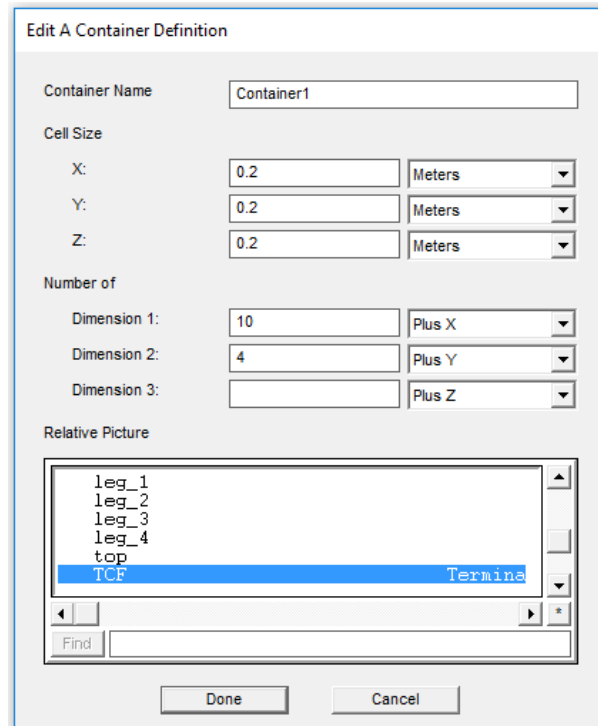 Edit A Container Definition
Container Name Container1
Cell Size
X: 0.2 Meters
Y: 0.2 Meters
Z: 0.2 Meters
Number of
Dimension 1: 10 Plus X
Dimension 2: 4 Plus Y
Dimension 3: Plus Z
Relative Picture
leg_1
leg_2
leg_3
leg_4
top
TCF Termina
*
Find
Done Cancel